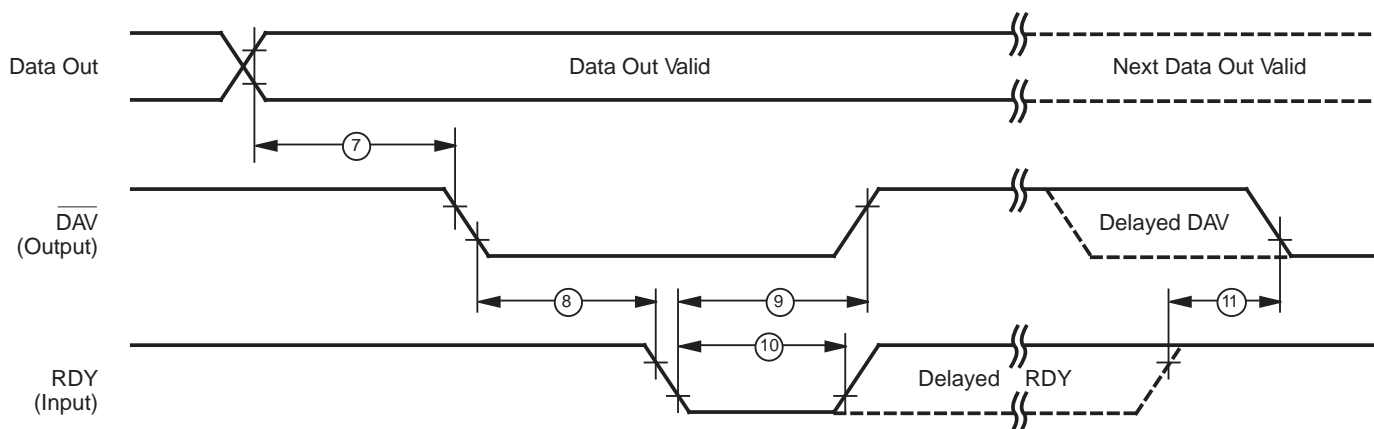 Data Out
Data Out Valid
Next Data Out Valid
7
DAV
(Output)
Delayed DAV
8
9
11
10
RDY
(Input)
Delayed RDY